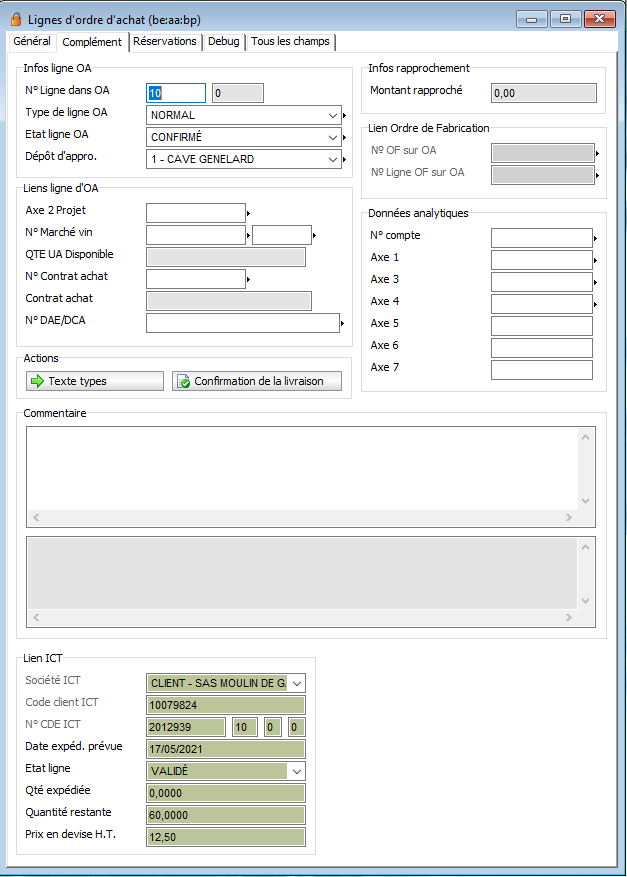 Lignes d'ordre d'achat (be:aa:bp)
Général Complément Réservations Debug Tous les champs
Infos ligne OA
N° Ligne dans OA 10 0
Type de ligne OA NORMAL
Etat ligne OA CONFIRMÉ
Dépôt d'appro. 1 - CAVE GENELARD
Liens ligne d'OA
Axe 2 Projet
N° Marché vin
QTE UA Disponible
N° Contrat achat
Contrat achat
N° DAE/DCA
Actions
Texte types Confirmation de la livraison
Infos rapprochement
Montant rapproché 0,00
Lien Ordre de Fabrication
Nº OF sur OA
Nº Ligne OF sur OA
Données analytiques
N° compte
Axe 1
Axe 3
Axe 4
Axe 5
Axe 6
Axe 7
Commentaire
Lien ICT
Société ICT CLIENT - SAS MOULIN DE G
Code client ICT 10079824
N° CDE ICT 2012939 10 0 0
Date expéd. prévue 17/05/2021
Etat ligne VALIDÉ
Qté expédiée 0,0000
Quantité restante 60,0000
Prix en devise H.T. 12,50